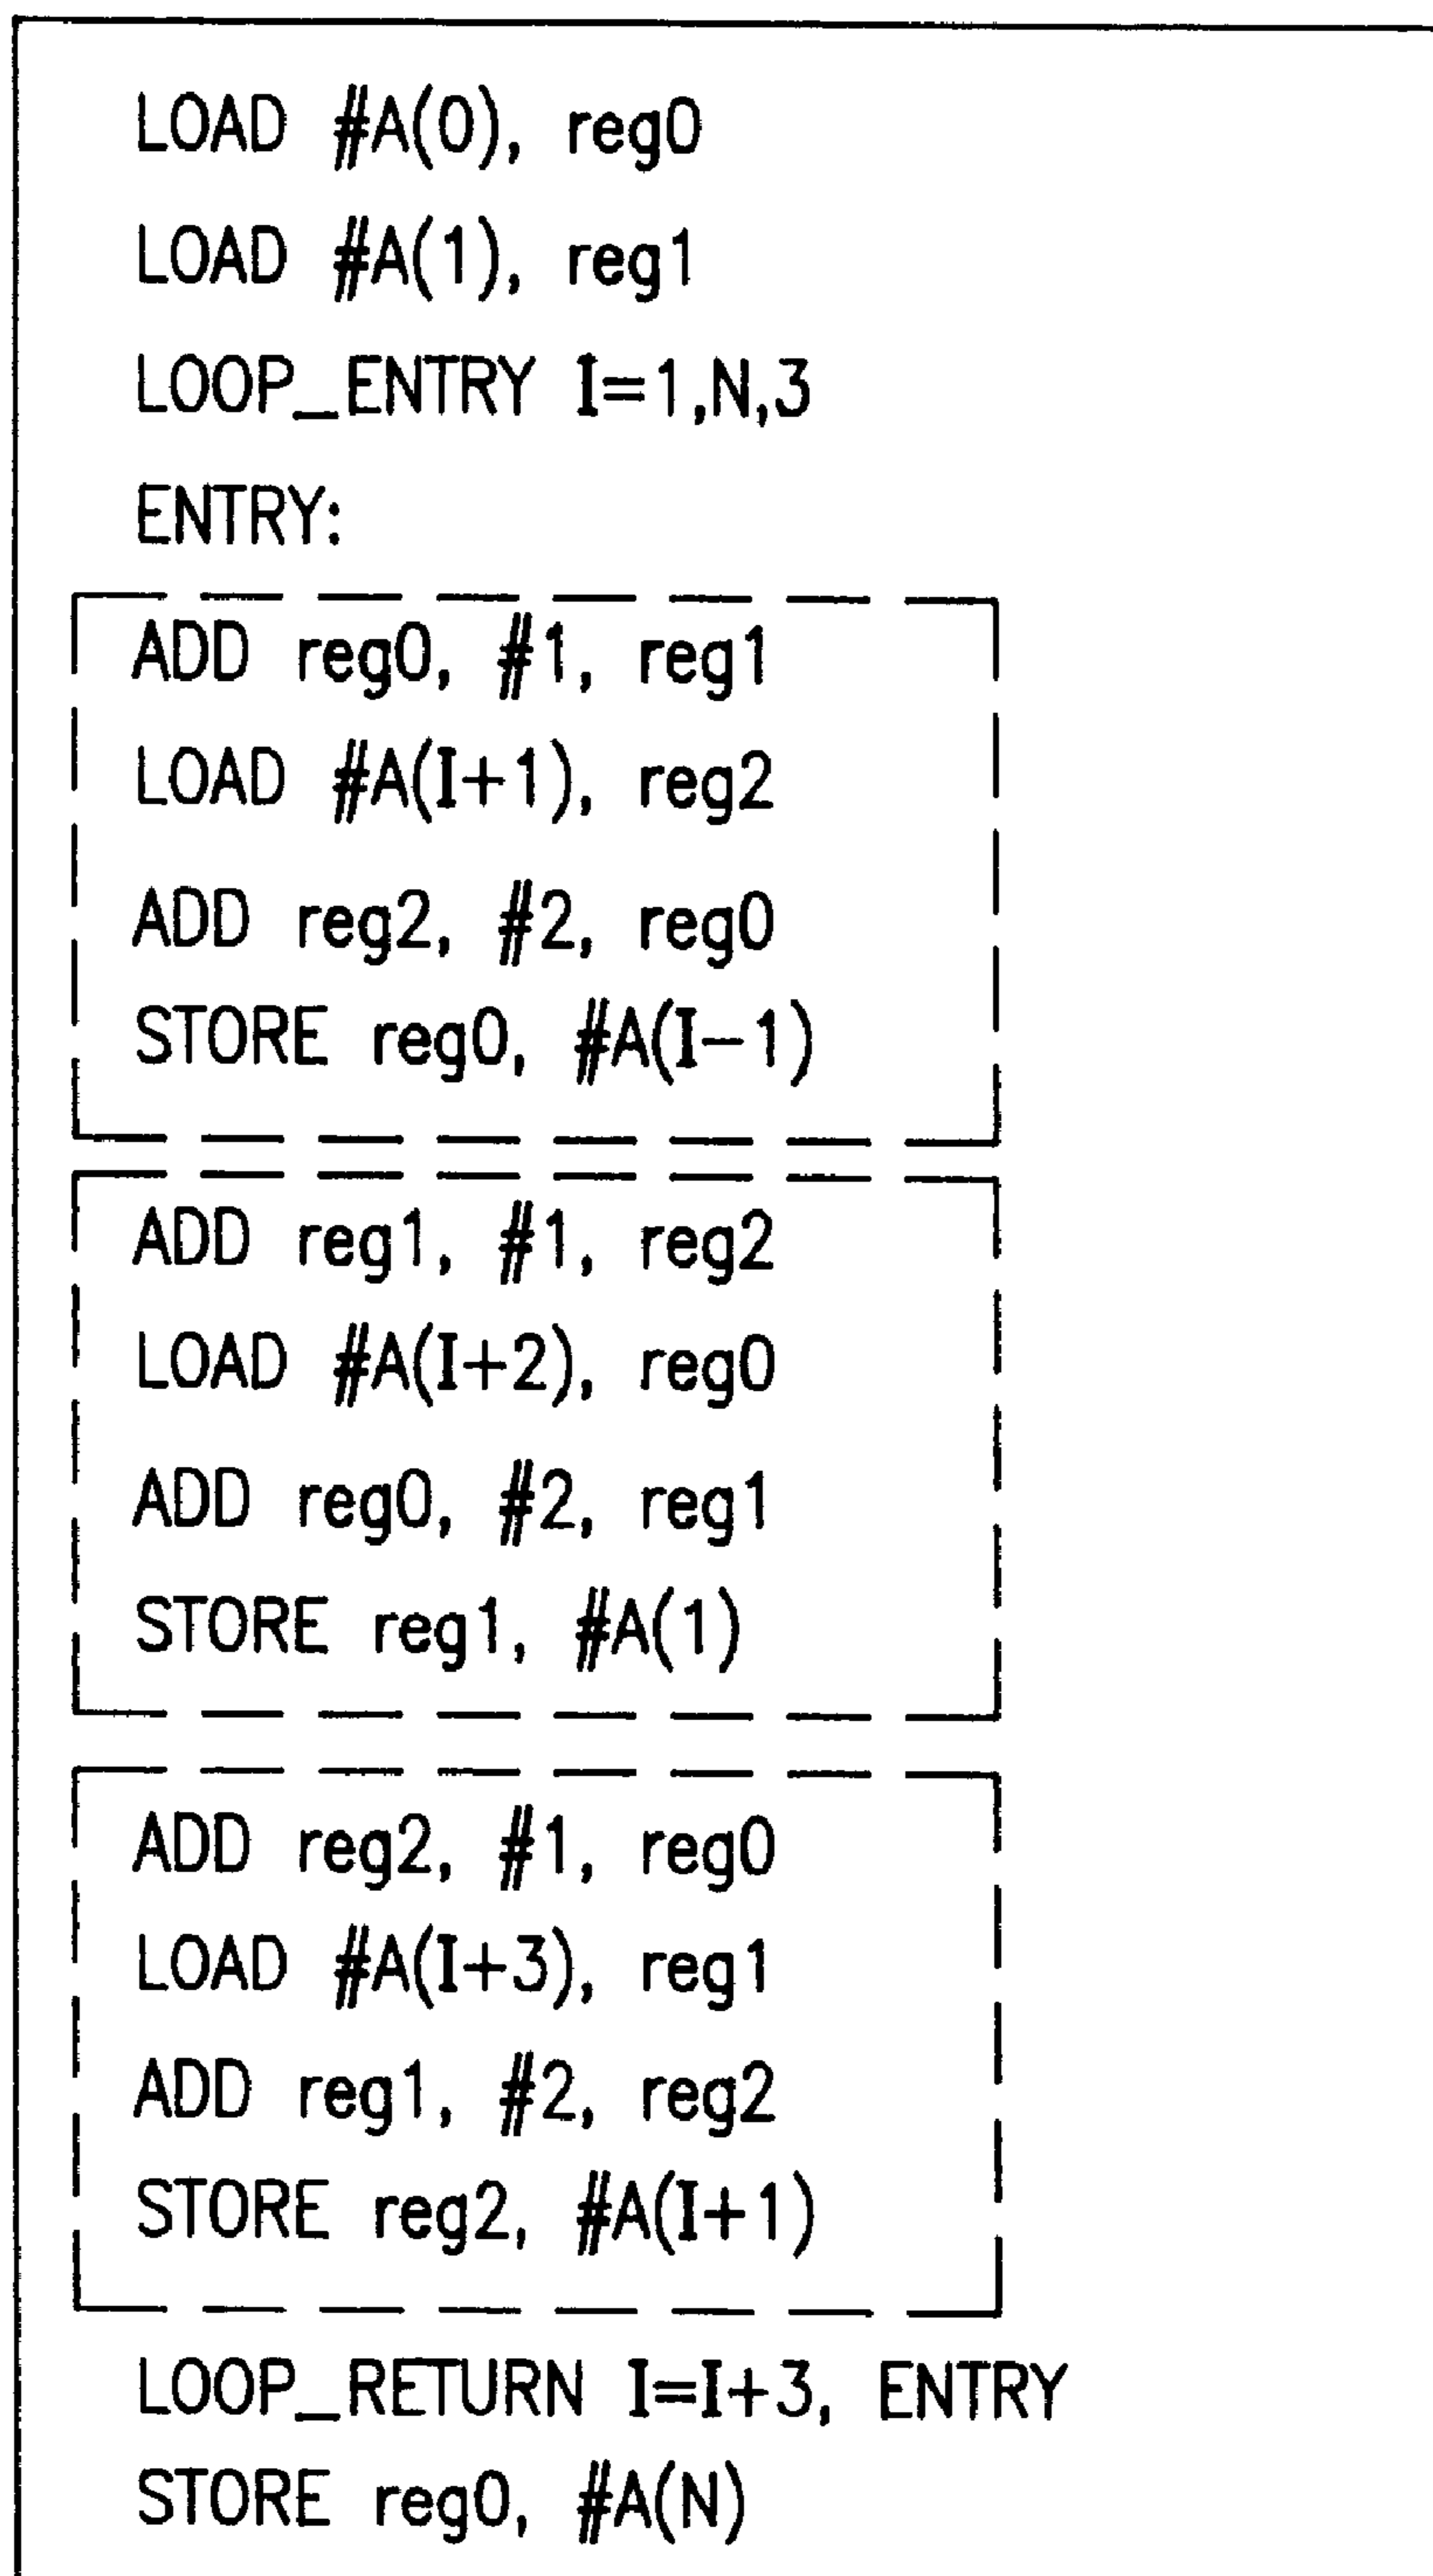 LOAD #A(0), reg0
LOAD #A(1), reg1
LOOP_ENTRY I=1,N,3
ENTRY:
ADD reg0, #1, reg1
LOAD #A(I+1), reg2
ADD reg2, #2, reg0
STORE reg0, #A(I-1)
ADD reg1, #1, reg2
LOAD #A(I+2), reg0
ADD reg0, #2, reg1
STORE reg1, #A(1)
ADD reg2, #1, reg0
LOAD #A(I+3), reg1
ADD reg1, #2, reg2
STORE reg2, #A(I+1)
LOOP_RETURN I=I+3, ENTRY
STORE reg0, #A(N)